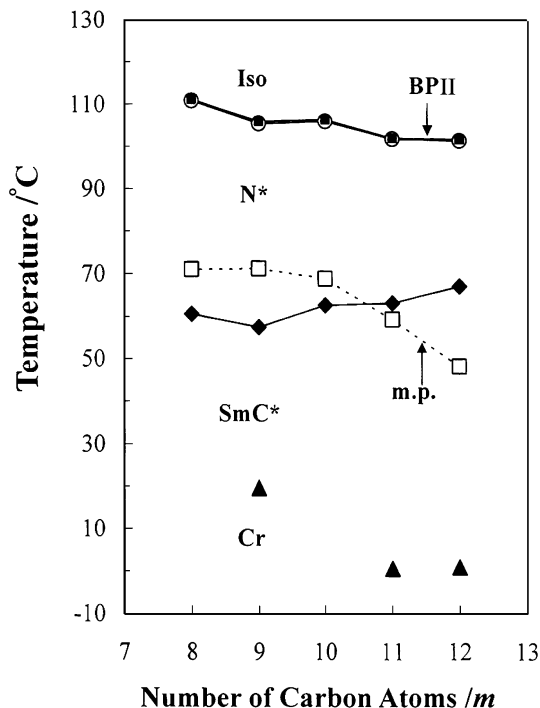 130
110
90
70
50
30
10
-10
Temperature /°C
Iso
BPII
N*
m.p.
SmC*
Cr
7 8 9 10 11 12 13
Number of Carbon Atoms /m